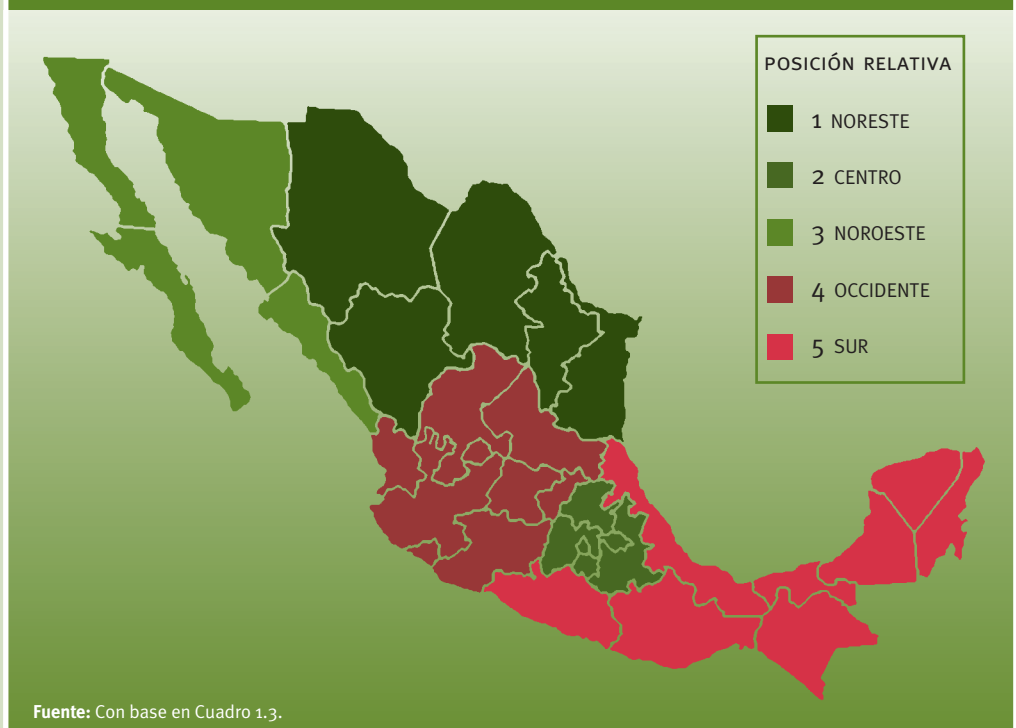 POSICIÓN RELATIVA
1 NORESTE
2 CENTRO
3 NOROESTE
4 OCCIDENTE
5 SUR
Fuente: Con base en Cuadro 1.3.